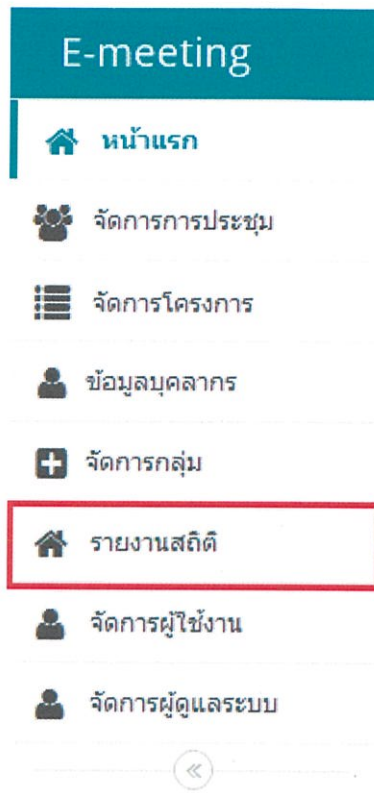 E-meeting
หน้าแรก
จัดการการประชุม
จัดการโครงการ
ข้อมูลบุคลากร
จัดการกลุ่ม
รายงานสถิติ
จัดการผู้ใช้งาน
จัดการผู้ดูแลระบบ